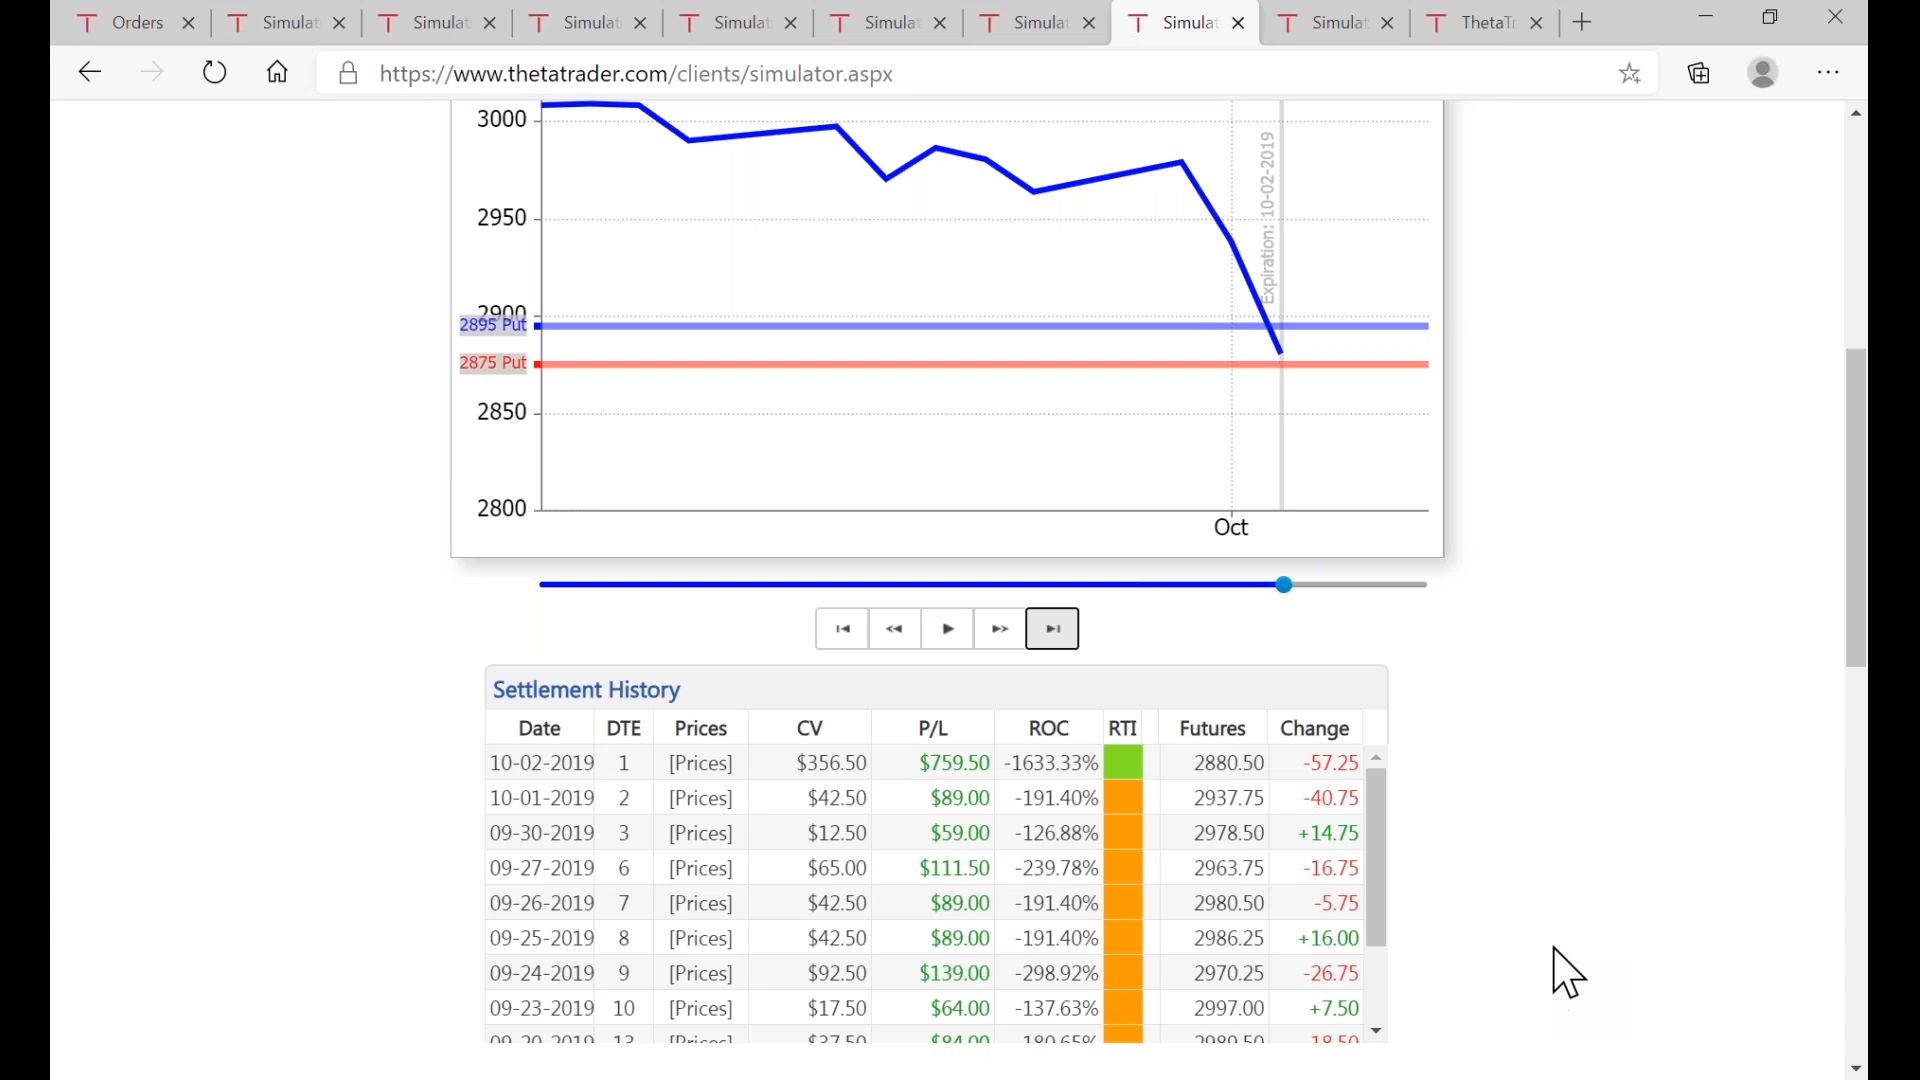 Orders Simulat Simulat Simulat Simulat Simulat Simulat Simulat Simulat ThetaTr
https://www.thetatrader.com/clients/simulator.aspx
3000
2950
2900
2895 Put
2875 Put
2850
2800
Expiration: 10-02-2019
Oct
Settlement History
Date DTE Prices CV P/L ROC RTI Futures Change
10-02-2019 1 [Prices] $356.50 $759.50 -1633.33% 2880.50 -57.25
10-01-2019 2 [Prices] $42.50 $89.00 -191.40% 2937.75 -40.75
09-30-2019 3 [Prices] $12.50 $59.00 -126.88% 2978.50 +14.75
09-27-2019 6 [Prices] $65.00 $111.50 -239.78% 2963.75 -16.75
09-26-2019 7 [Prices] $42.50 $89.00 -191.40% 2980.50 -5.75
09-25-2019 8 [Prices] $42.50 $89.00 -191.40% 2986.25 +16.00
09-24-2019 9 [Prices] $92.50 $139.00 -298.92% 2970.25 -26.75
09-23-2019 10 [Prices] $17.50 $64.00 -137.63% 2997.00 +7.50